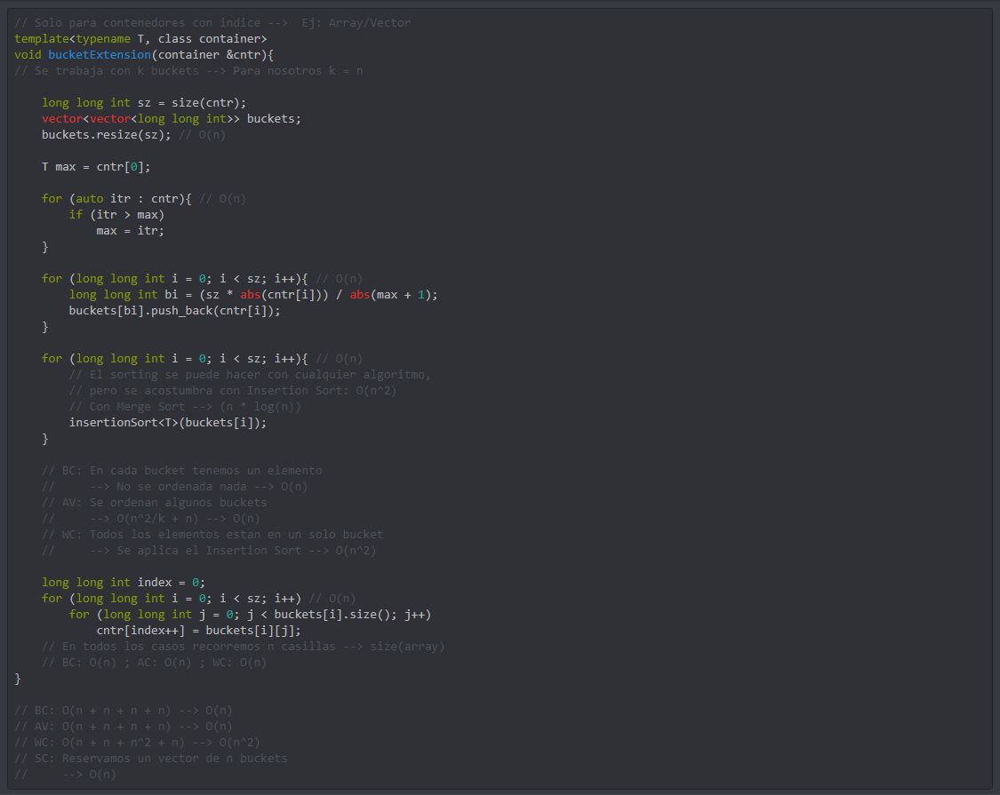 // Solo para contenedores con indice --> Ej: Array/Vector
template<typename T, class container>
void bucketExtension(container &cntr){
// Se trabaja con k buckets --> Para nosotros k = n
long long int sz = size(cntr);
vector<vector<long long int>> buckets;
buckets.resize(sz); // O(n)
T max = cntr[0];
for (auto itr : cntr){ // O(n)
if (itr > max)
max = itr;
}
for (long long int i = 0; i < sz; i++){ // O(n)
long long int bi = (sz * abs(cntr[i])) / abs(max + 1);
buckets[bi].push_back(cntr[i]);
}
for (long long int i = 0; i < sz; i++){ // O(n)
// El sorting se puede hacer con cualquier algoritmo,
// pero se acostumbra con Insertion Sort: O(n^2)
// Con Merge Sort --> (n * log(n))
insertionSort<T>(buckets[i]);
}
// BC: En cada bucket tenemos un elemento
// --> No se ordenada nada --> O(n)
// AV: Se ordenan algunos buckets
// --> O(n^2/k + n) --> O(n)
// WC: Todos los elementos estan en un solo bucket
// --> Se aplica el Insertion Sort --> O(n^2)
long long int index = 0;
for (long long int i = 0; i < sz; i++) // O(n)
for (long long int j = 0; j < buckets[i].size(); j++)
cntr[index++] = buckets[i][j];
// En todos los casos recorremos n casillas --> size(array)
// BC: O(n) ; AC: O(n) ; WC: O(n)
}
// BC: O(n + n + n + n) --> O(n)
// AV: O(n + n + n + n) --> O(n)
// WC: O(n + n + n^2 + n) --> O(n^2)
// SC: Reservamos un vector de n buckets
// --> O(n)